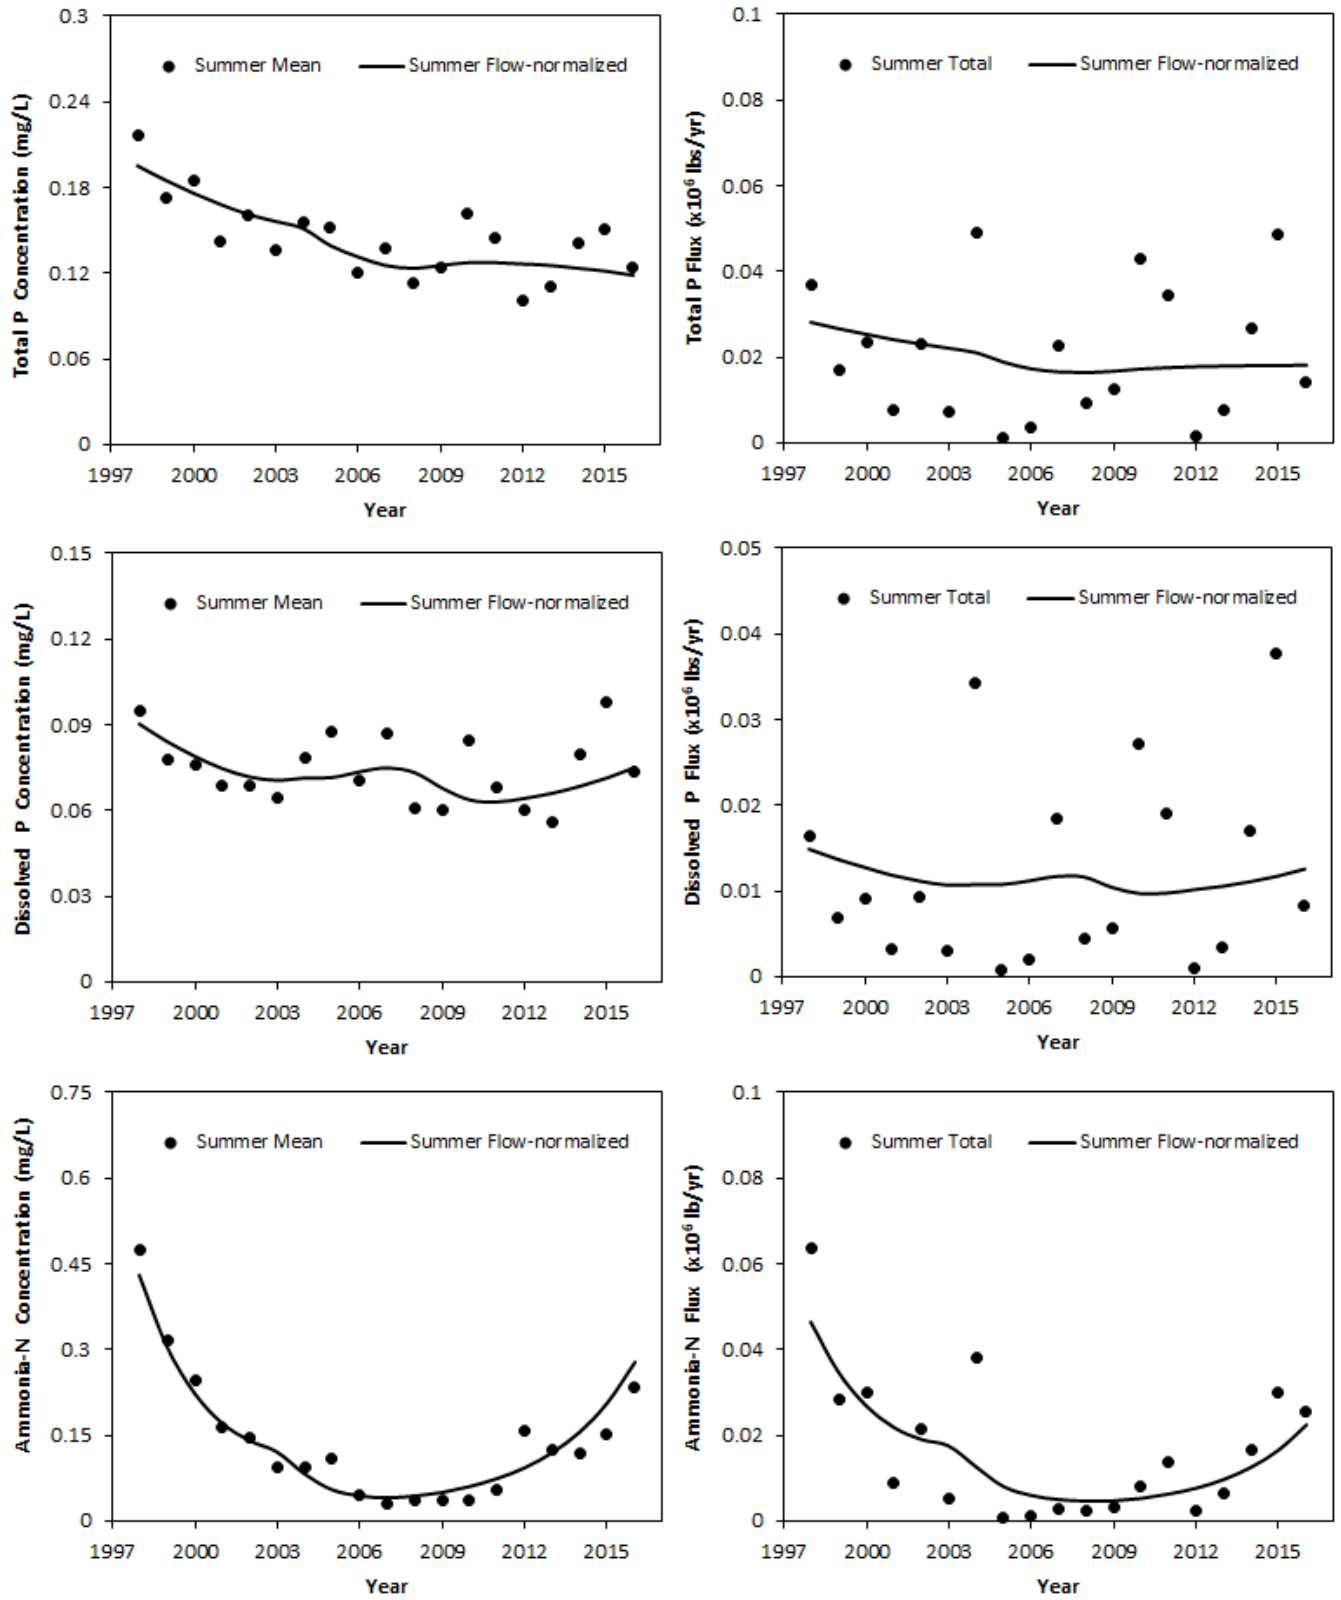 0.3
0.24
0.18
0.12
0.06
0
Total P Concentration (mg/L)
Summer Mean Summer Flow-normalized
1997 2000 2003 2006 2009 2012 2015
Year
0.1
0.08
0.06
0.04
0.02
0
Total P Flux (x10⁶ lbs/yr)
Summer Total Summer Flow-normalized
1997 2000 2003 2006 2009 2012 2015
Year
0.15
0.12
0.09
0.06
0.03
0
Dissolved P Concentration (mg/L)
Summer Mean Summer Flow-normalized
1997 2000 2003 2006 2009 2012 2015
Year
0.05
0.04
0.03
0.02
0.01
0
Dissolved P Flux (x10⁶ lbs/yr)
Summer Total Summer Flow-normalized
1997 2000 2003 2006 2009 2012 2015
Year
0.75
0.6
0.45
0.3
0.15
0
Ammonia-N Concentration (mg/L)
Summer Mean Summer Flow-normalized
1997 2000 2003 2006 2009 2012 2015
Year
0.1
0.08
0.06
0.04
0.02
0
Ammonia-N Flux (x10⁶ lb/yr)
Summer Total Summer Flow-normalized
1997 2000 2003 2006 2009 2012 2015
Year